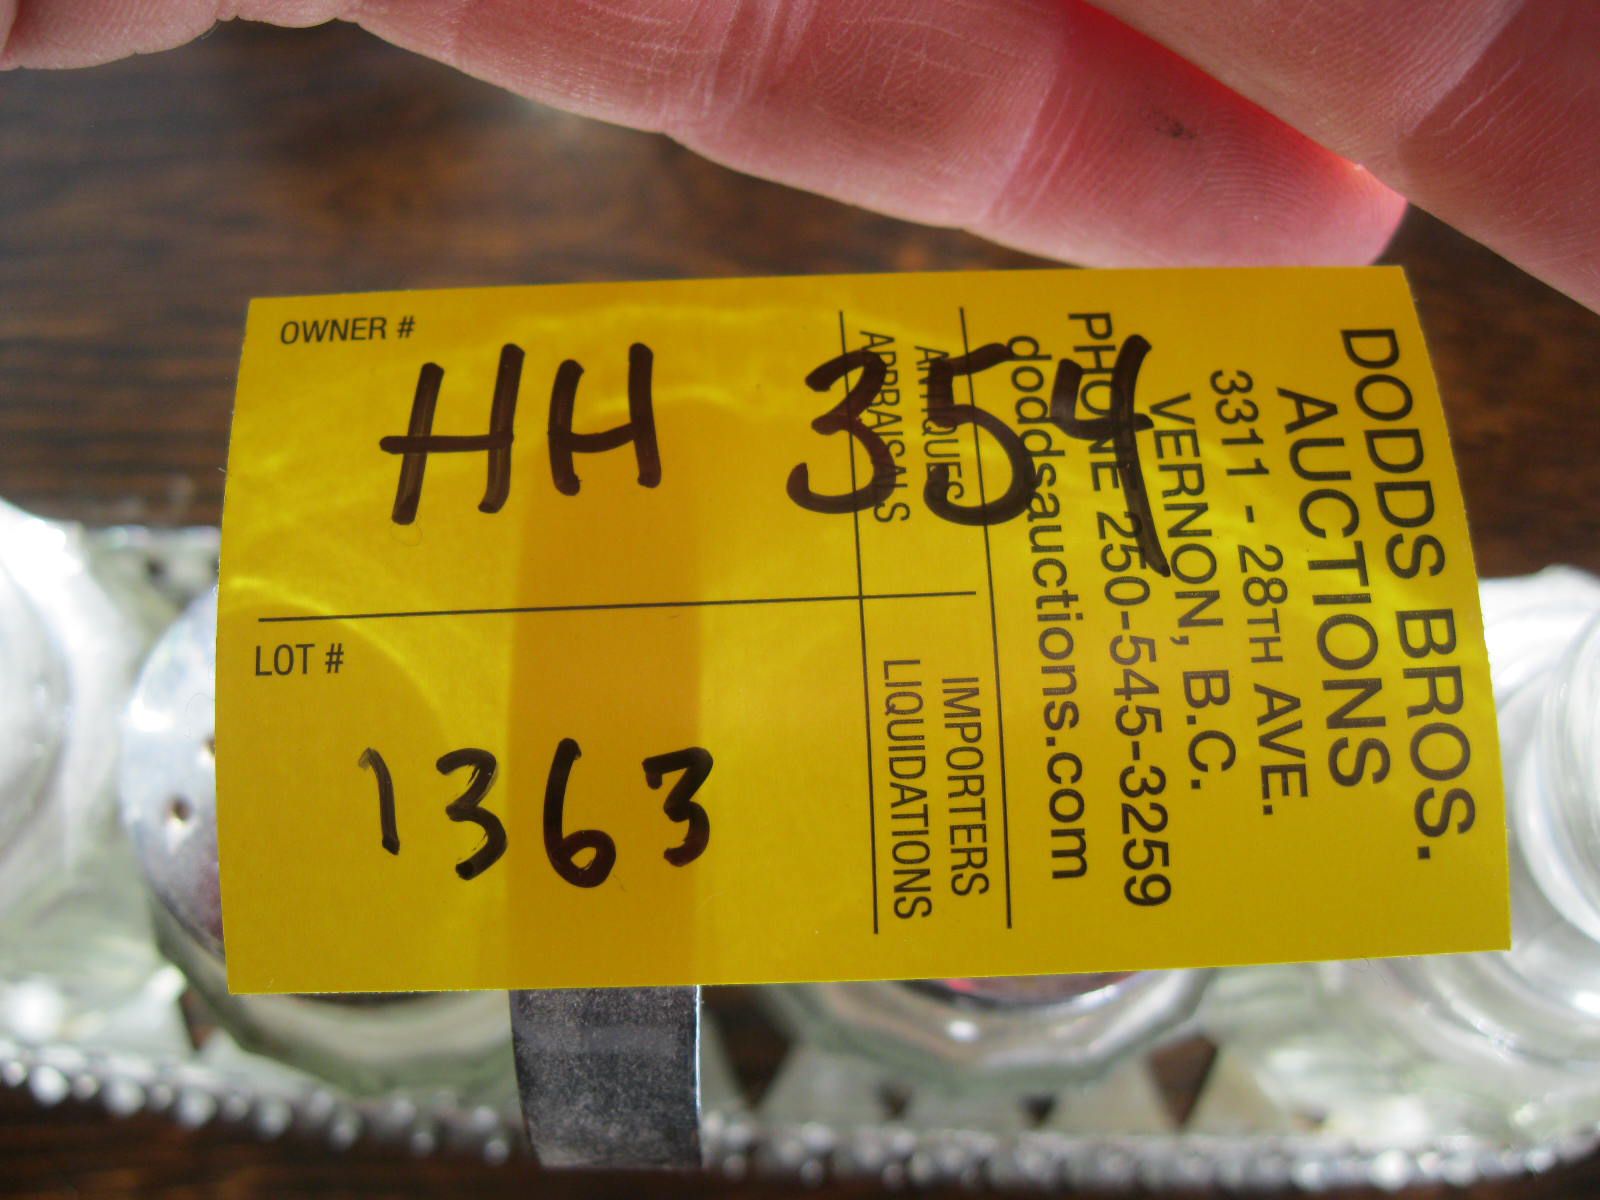 OWNER #
HH 354
LOT #
1363
DODDS BROS.
AUCTIONS
3311 - 28TH AVE.
VERNON, B.C.
PHONE 250-545-3259
doddsauctions.com
ANTIQUES
APPRAISALS
IMPORTERS
LIQUIDATIONS